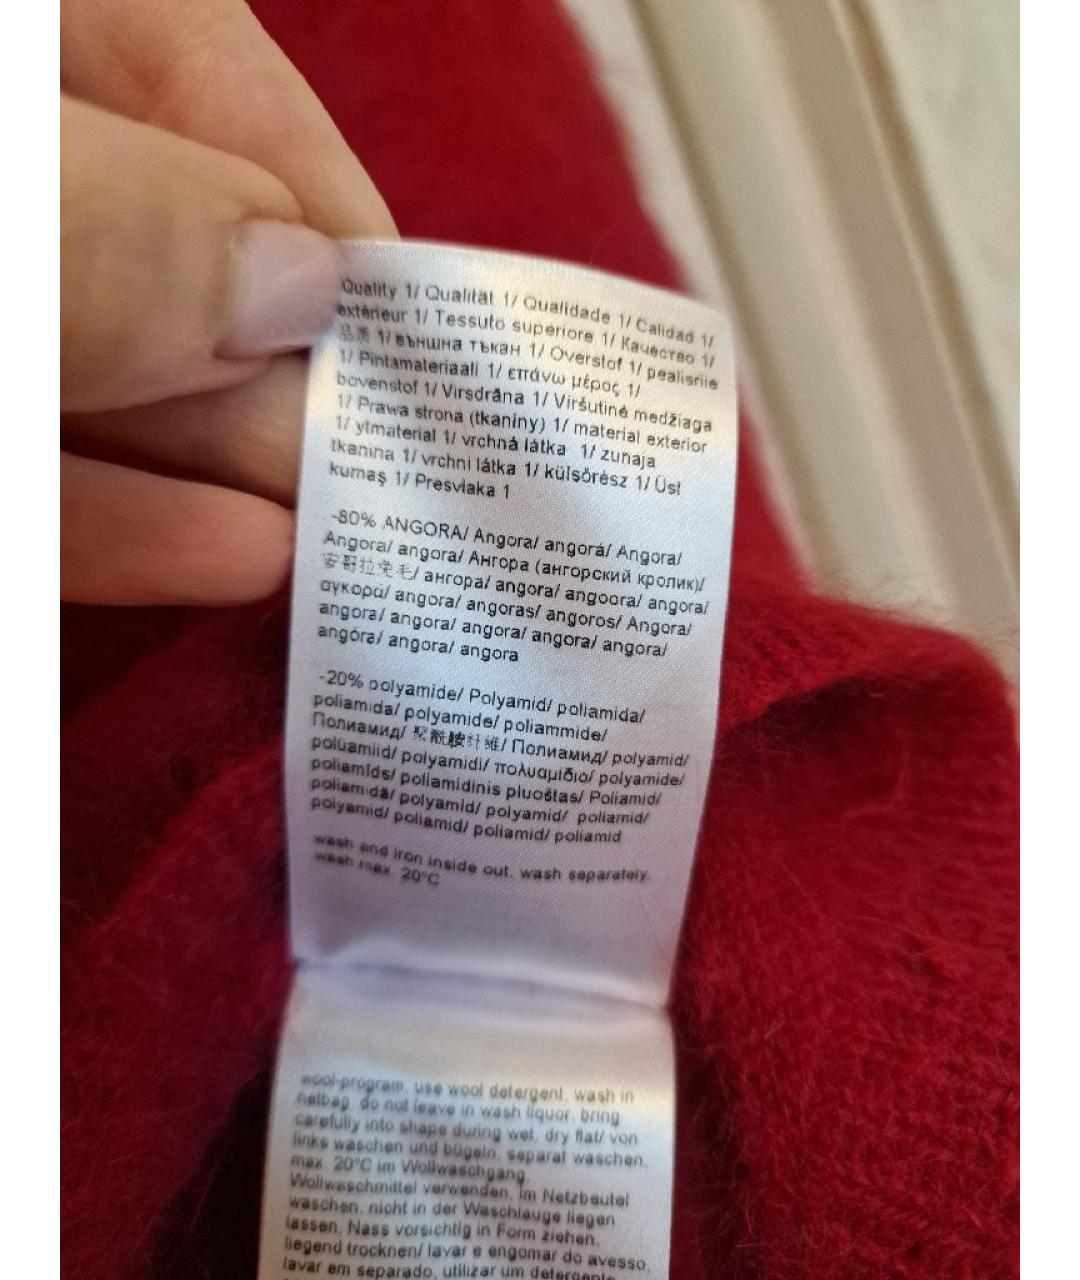 Quality 1/ Qualität 1/ Qualidade 1/ Calidad 1/
extérieur 1/ Tessuto superiore 1/ Качество 1/
品质 1/ външна тъкан 1/ Overstof 1/ pealisriie
1/ Pintamateriaali 1/ επάνω μέρος 1/
bovenstof 1/ Virsdrāna 1/ Viršutinė medžiaga
1/ Prawa strona (tkaniny) 1/ material exterior
1/ ytmaterial 1/ vrchná látka 1/ zunaja
tkanina 1/ vrchni látka 1/ külsőrész 1/ Üst
kumaş 1/ Presvlaka 1
-80% ANGORA/ Angora/ angorá/ Angora/
Angora/ angora/ Ангора (ангорский кролик)/
安哥拉兔毛/ ангора/ angora/ angoora/ angora/
αγκορά/ angora/ angoras/ angoros/ Angora/
angora/ angora/ angora/ angora/ angora/
angóra/ angora/ angora
-20% polyamide/ Polyamid/ poliamida/
poliamida/ polyamide/ poliammide/
Полиамид/ 聚酰胺纤维/ Полиамид/ polyamid/
polüamiid/ polyamidi/ πολυαμίδιο/ polyamide/
poliamīds/ poliamidinis pluoštas/ Poliamid/
poliamidă/ polyamid/ polyamid/ poliamid/
polyamid/ poliamid/ poliamid/ poliamid
wash and iron inside out, wash separately,
wash max. 20°C
wool-program, use wool detergent, wash in
netbag, do not leave in wash liquor, bring
carefully into shape during wet, dry flat/ von
links waschen und bügeln, separat waschen,
max. 20°C im Wollwaschgang,
Wollwaschmittel verwenden, im Netzbeutel
waschen, nicht in der Waschlauge liegen
lassen, Nass vorsichtig in Form ziehen,
liegend trocknen/ lavar e engomar do avesso,
lavar em separado, utilizar um detergente